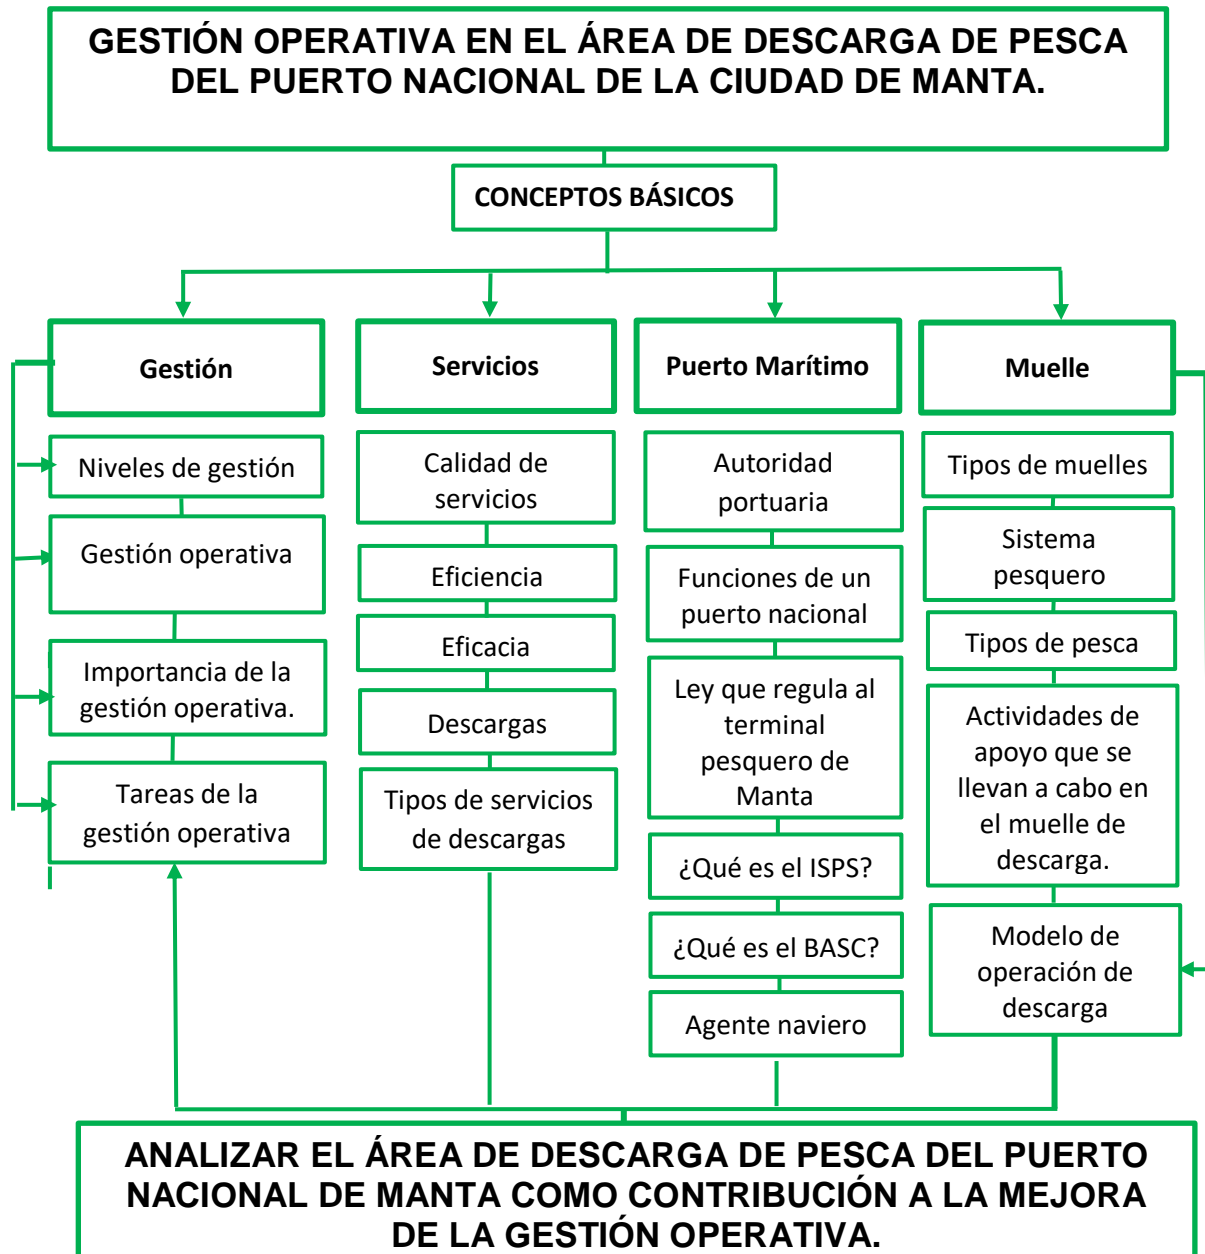 GESTIÓN OPERATIVA EN EL ÁREA DE DESCARGA DE PESCA
DEL PUERTO NACIONAL DE LA CIUDAD DE MANTA.
CONCEPTOS BÁSICOS
Gestión
Niveles de gestión
Gestión operativa
Importancia de la
gestión operativa.
Tareas de la
gestión operativa
Servicios
Calidad de
servicios
Eficiencia
Eficacia
Descargas
Tipos de servicios
de descargas
Puerto Marítimo
Autoridad
portuaria
Funciones de un
puerto nacional
Ley que regula al
terminal
pesquero de
Manta
¿Qué es el ISPS?
¿Qué es el BASC?
Agente naviero
Muelle
Tipos de muelles
Sistema
pesquero
Tipos de pesca
Actividades de
apoyo que se
llevan a cabo en
el muelle de
descarga.
Modelo de
operación de
descarga
ANALIZAR EL ÁREA DE DESCARGA DE PESCA DEL PUERTO
NACIONAL DE MANTA COMO CONTRIBUCIÓN A LA MEJORA
DE LA GESTIÓN OPERATIVA.